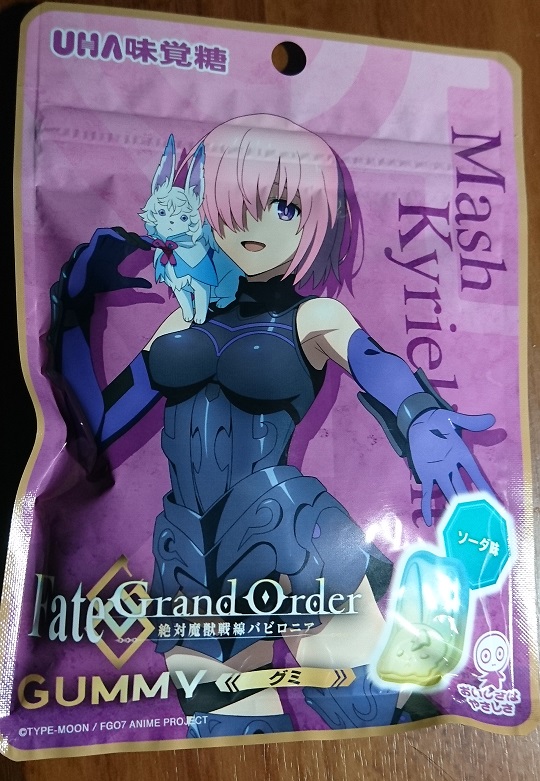 UHA味覚糖
Mash
Kyrielight
ソーダ味
Fate Grand Order
絶対魔獣戦線バビロニア
GUMMY グミ
おいしさは
やさしさ
©TYPE-MOON / FGO7 ANIME PROJECT